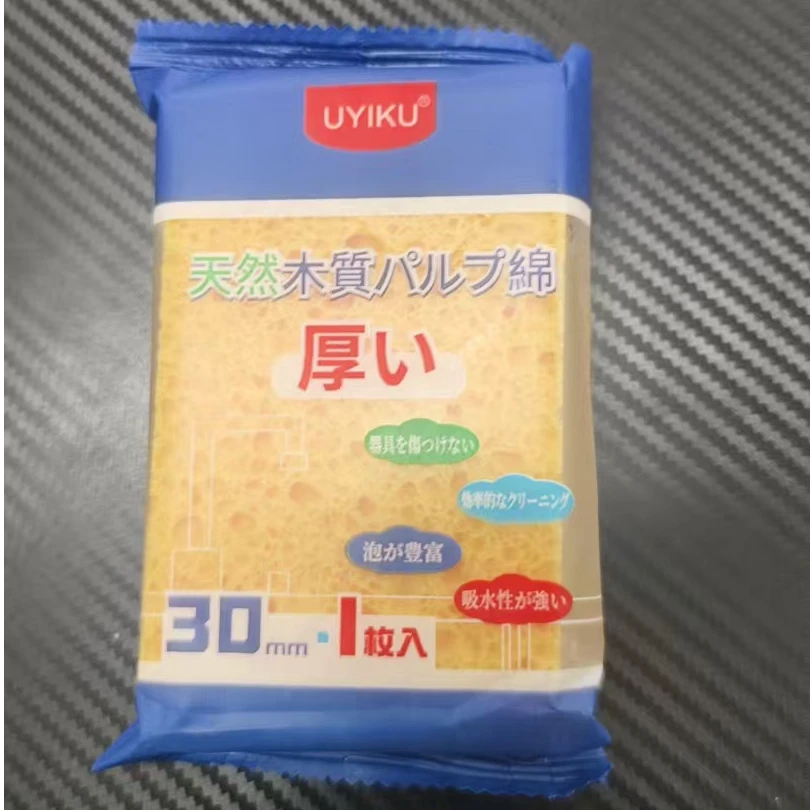 UYIKU®
天然木質パルプ綿
厚い
器具を傷つけない
効率的なクリーニング
泡が豊富
吸水性が強い
30mm・1枚入